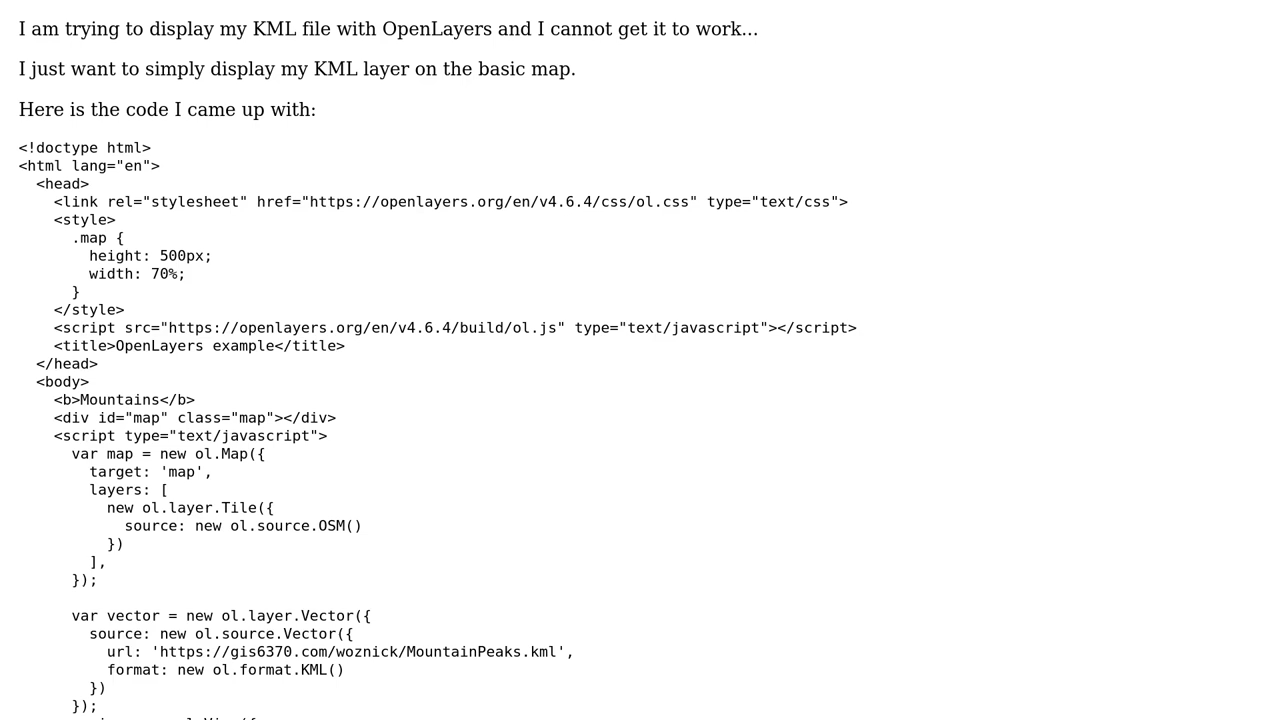 I am trying to display my KML file with OpenLayers and I cannot get it to work...
I just want to simply display my KML layer on the basic map.
Here is the code I came up with:
<!doctype html>
<html lang="en">
  <head>
    <link rel="stylesheet" href="https://openlayers.org/en/v4.6.4/css/ol.css" type="text/css">
    <style>
      .map {
        height: 500px;
        width: 70%;
      }
    </style>
    <script src="https://openlayers.org/en/v4.6.4/build/ol.js" type="text/javascript"></script>
    <title>OpenLayers example</title>
  </head>
  <body>
    <b>Mountains</b>
    <div id="map" class="map"></div>
    <script type="text/javascript">
      var map = new ol.Map({
        target: 'map',
        layers: [
          new ol.layer.Tile({
            source: new ol.source.OSM()
          })
        ],
      });

      var vector = new ol.layer.Vector({
        source: new ol.source.Vector({
          url: 'https://gis6370.com/woznick/MountainPeaks.kml',
          format: new ol.format.KML()
        })
      });